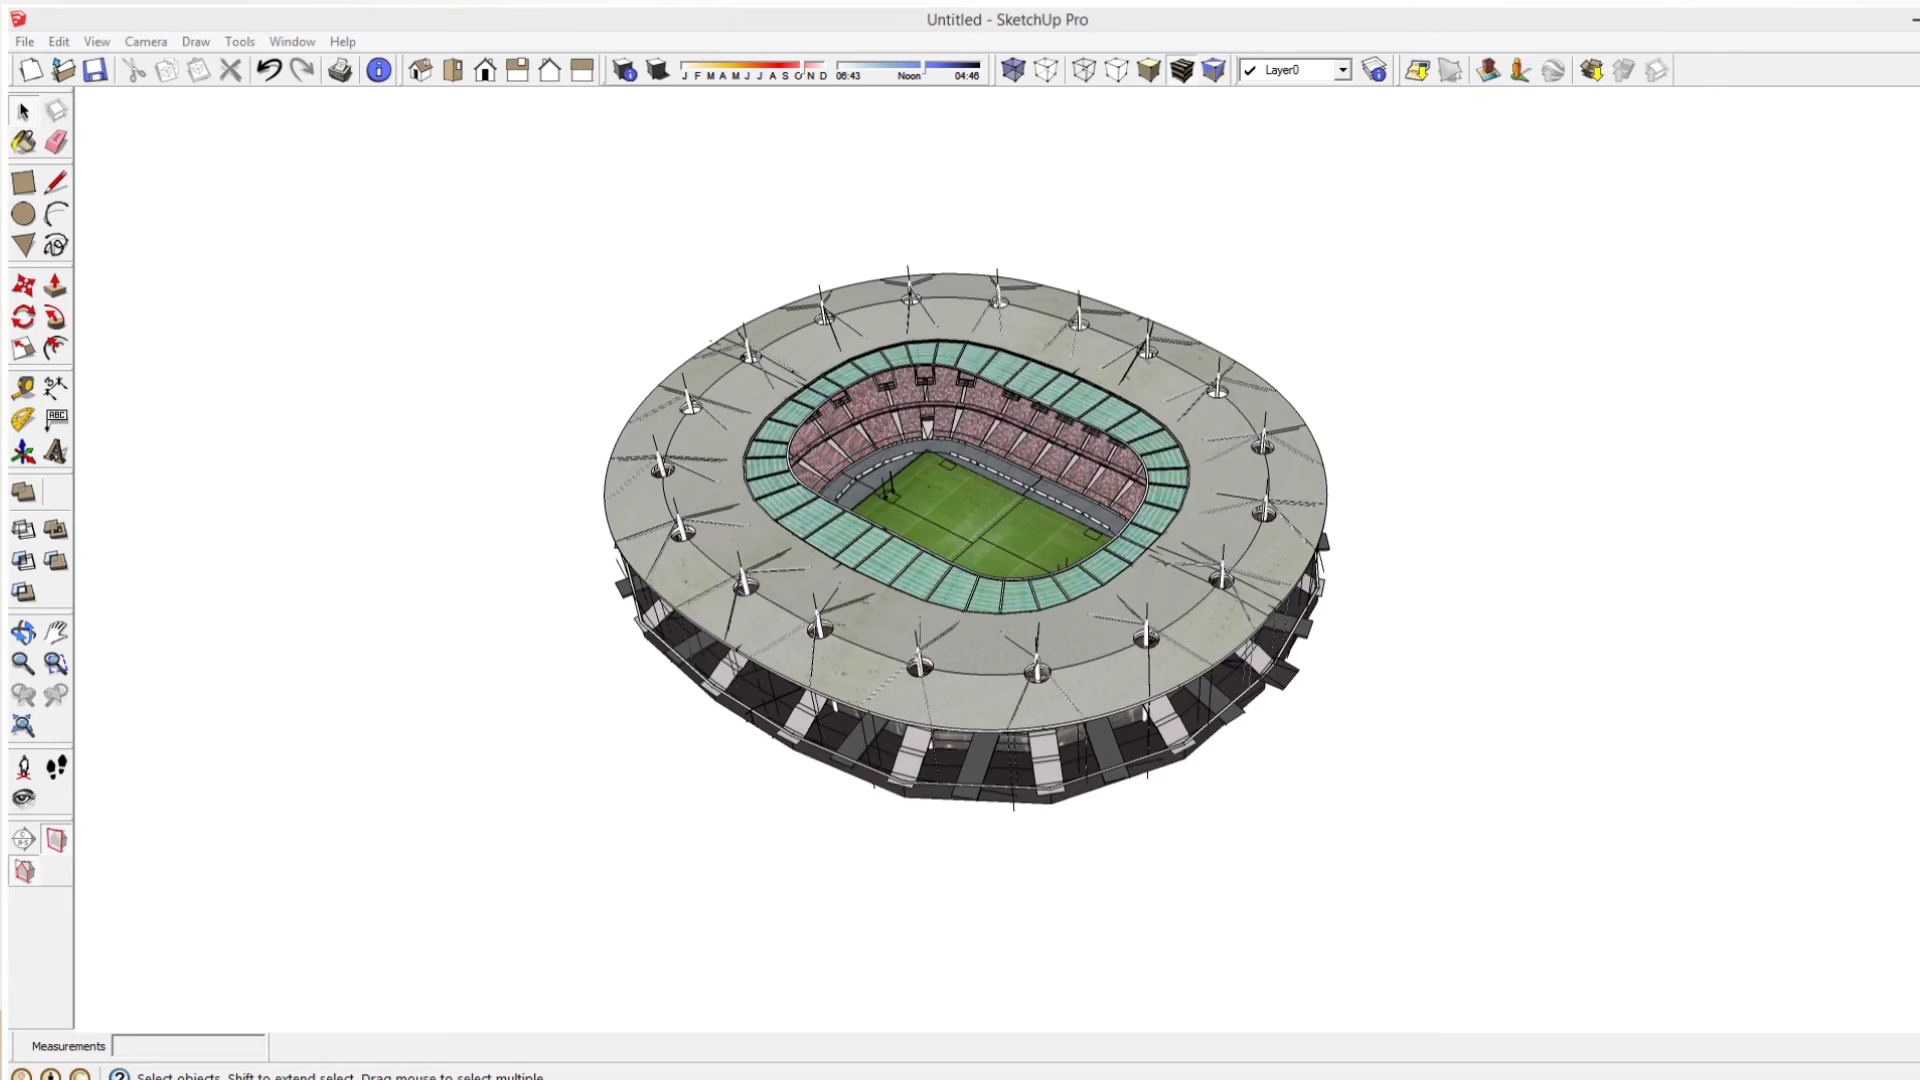 Untitled - SketchUp Pro
File Edit View Camera Draw Tools Window Help
J F M A M J J A S O N D 06:43 Noon 04:46 Layer0
ABC
Measurements
Select objects. Shift to extend select. Drag mouse to select multiple.